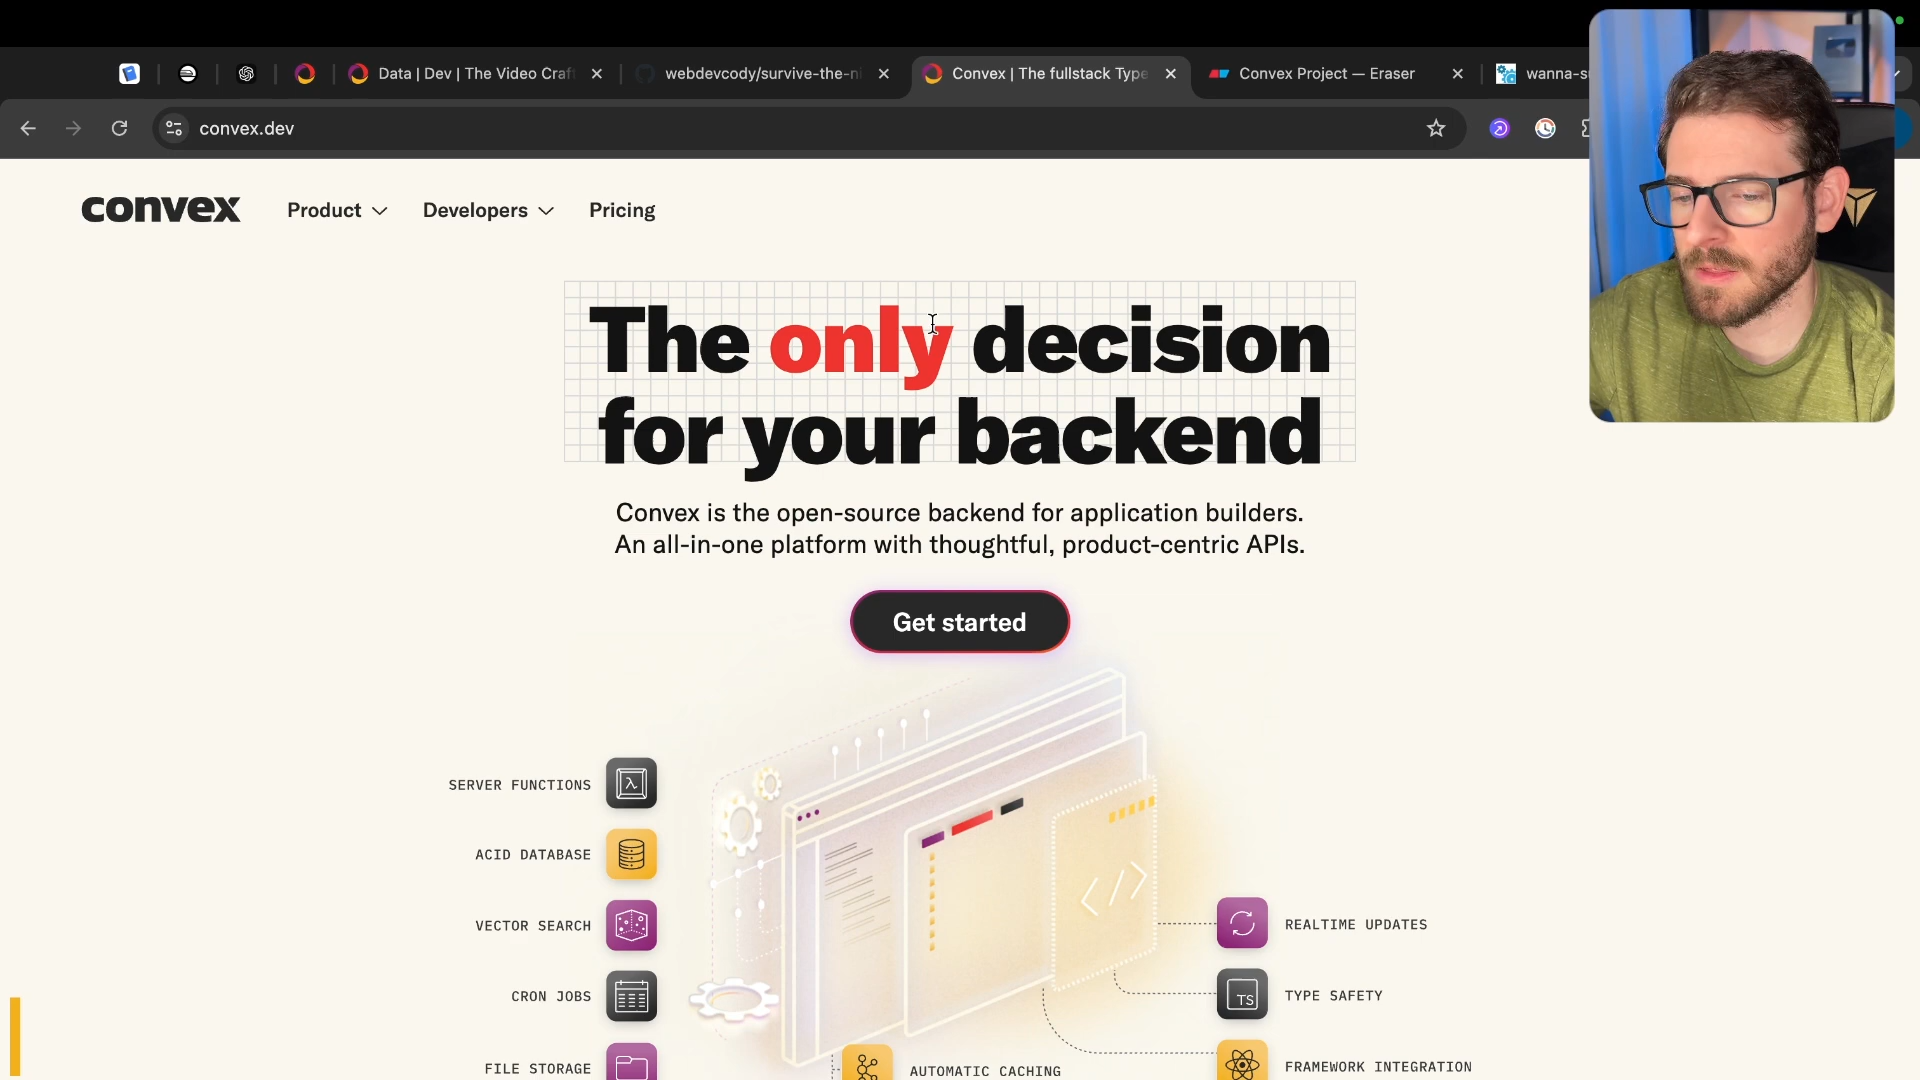 Data | Dev | The Video Craf
webdevcody/survive-the-ni
Convex | The fullstack Type
Convex Project — Eraser
wanna-su
convex.dev
convex
Product
Developers
Pricing
The only decision
for your backend
Convex is the open-source backend for application builders.
An all-in-one platform with thoughtful, product-centric APIs.
Get started
SERVER FUNCTIONS
ACID DATABASE
VECTOR SEARCH
CRON JOBS
FILE STORAGE
AUTOMATIC CACHING
REALTIME UPDATES
TS
TYPE SAFETY
FRAMEWORK INTEGRATION